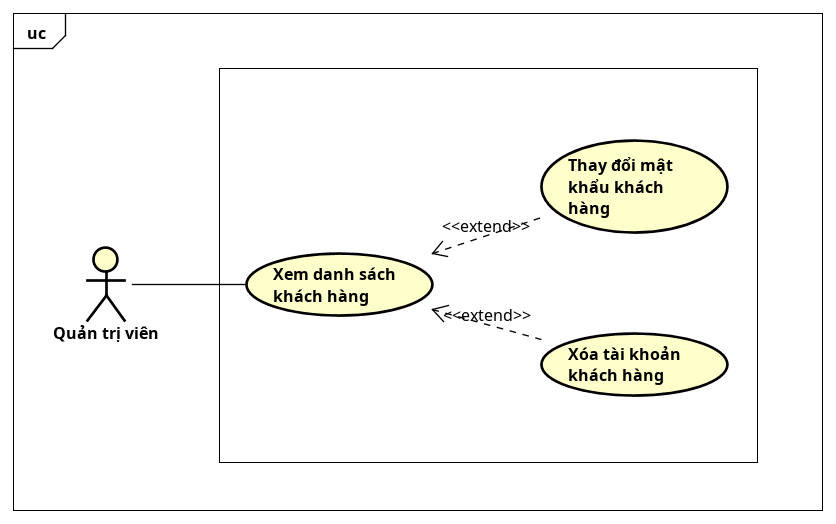 uc
Thay đổi mật
khẩu khách
hàng
<<extend>>
Xem danh sách
khách hàng
<<extend>>
Quản trị viên
Xóa tài khoản
khách hàng